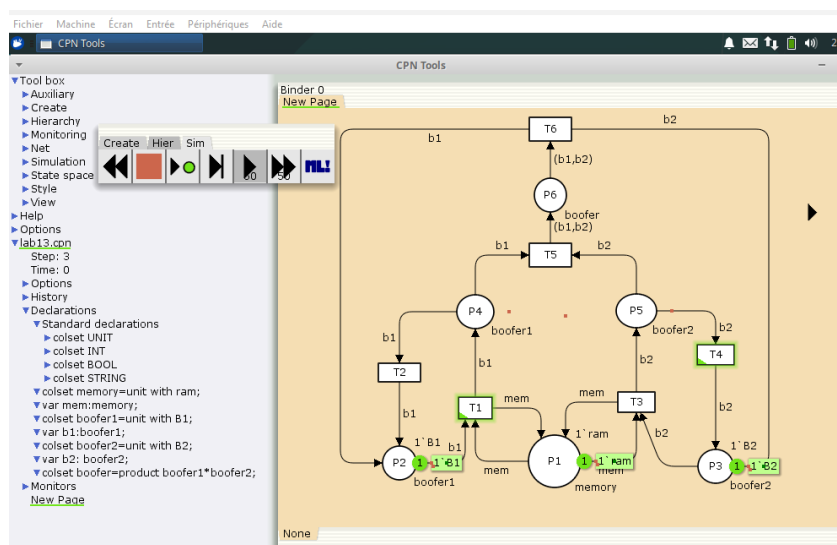 Fichier Machine Écran Entrée Périphériques Aide
CPN Tools
2
CPN Tools
Tool box
Auxiliary
Create
Hierarchy
Monitoring
Net
Simulation
State space
Style
View
Help
Options
lab13.cpn
Step: 3
Time: 0
Options
History
Declarations
Standard declarations
colset UNIT
colset INT
colset BOOL
colset STRING
colset memory=unit with ram;
var mem:memory;
colset boofer1=unit with B1;
var b1:boofer1;
colset boofer2=unit with B2;
var b2: boofer2;
colset boofer=product boofer1*boofer2;
Monitors
New Page
Create Hier Sim
50 ML!
Binder 0
New Page
T6
b1
b2
(b1,b2)
P6
boofer
(b1,b2)
b1
T5
b2
P4
boofer1
P5
boofer2
b1
b2
T2
b1
b2
T4
T1
mem
mem
T3
b1
b2
b2
1`B1
b1
1`ram
1`B2
P2
1
1`B1
mem
P1
1
1`ram
mem
P3
1
1`B2
boofer1
memory
boofer2
None